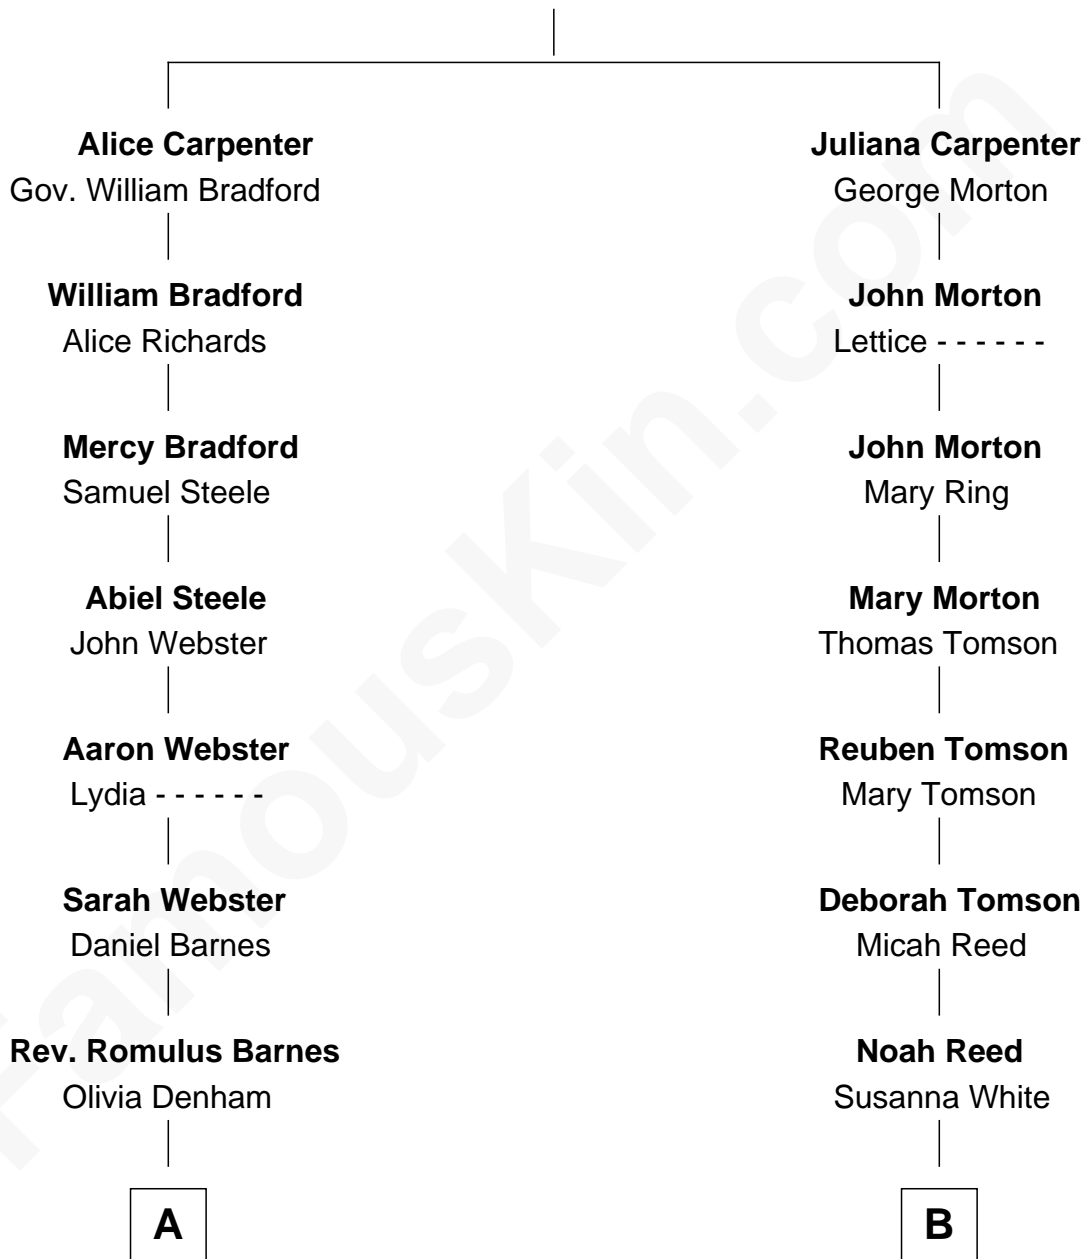 Alice Carpenter
Gov. William Bradford
William Bradford
Alice Richards
Mercy Bradford
Samuel Steele
Abiel Steele
John Webster
Aaron Webster
Lydia - - - - - -
Sarah Webster
Daniel Barnes
Rev. Romulus Barnes
Olivia Denham
A
Juliana Carpenter
George Morton
John Morton
Lettice - - - - - -
John Morton
Mary Ring
Mary Morton
Thomas Tomson
Reuben Tomson
Mary Tomson
Deborah Tomson
Micah Reed
Noah Reed
Susanna White
B
FamousKin.com